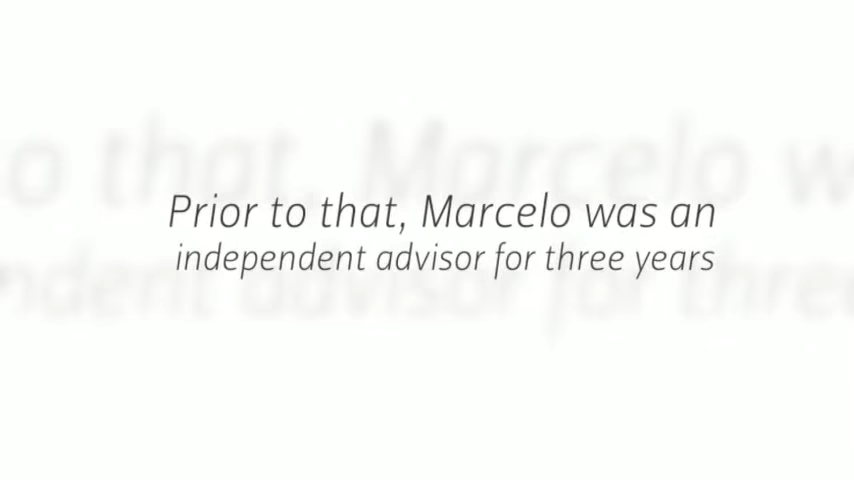 Prior to that, Marcelo was an
independent advisor for three years